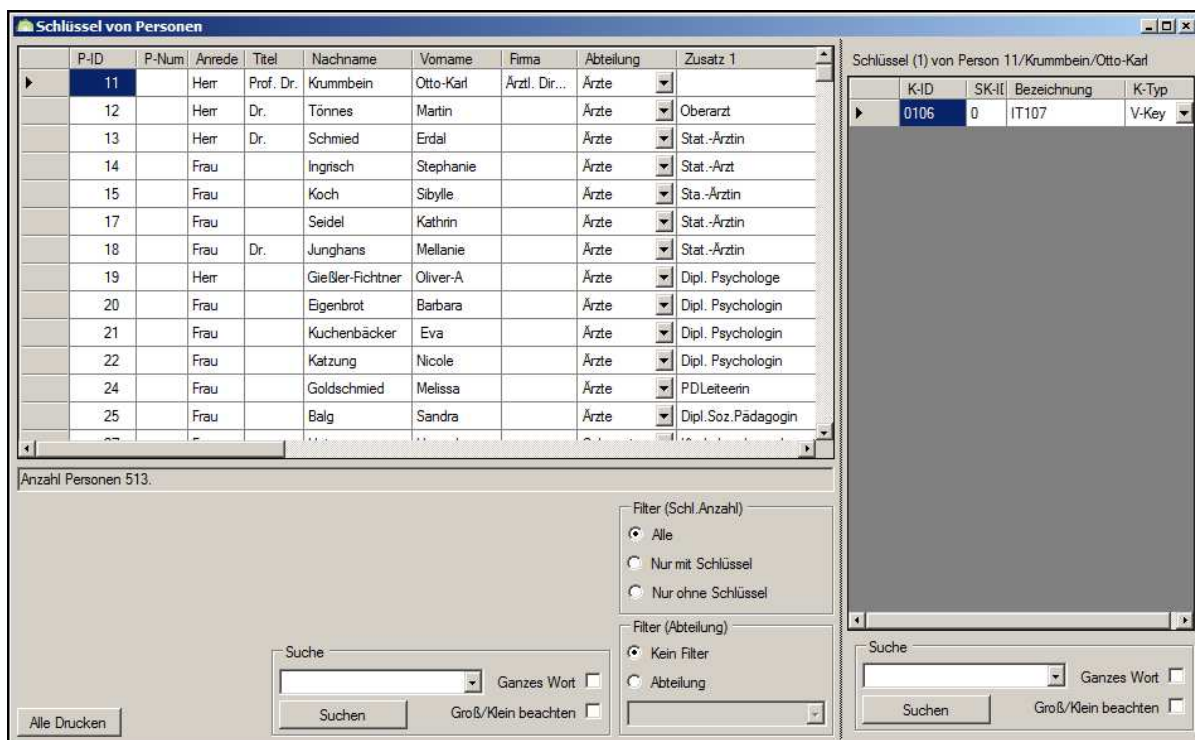 Schlüssel von Personen
P-ID P-Num Anrede Titel Nachname Vorname Firma Abteilung Zusatz 1
11 Herr Prof. Dr. Krummbein Otto-Karl Ärztl. Dir... Ärzte
12 Herr Dr. Tönnes Martin Ärzte Oberarzt
13 Herr Dr. Schmied Erdal Ärzte Stat.-Ärztin
14 Frau Ingrisch Stephanie Ärzte Stat.-Arzt
15 Frau Koch Sibylle Ärzte Sta.-Ärztin
17 Frau Seidel Kathrin Ärzte Stat.-Ärztin
18 Frau Dr. Junghans Mellanie Ärzte Stat.-Ärztin
19 Herr Gießler-Fichtner Oliver-A Ärzte Dipl. Psychologe
20 Frau Eigenbrot Barbara Ärzte Dipl. Psychologin
21 Frau Kuchenbäcker Eva Ärzte Dipl. Psychologin
22 Frau Katzung Nicole Ärzte Dipl. Psychologin
24 Frau Goldschmied Melissa Ärzte PDLeiteerin
25 Frau Balg Sandra Ärzte Dipl.Soz.Pädagogin
Anzahl Personen 513.
Filter (Schl.Anzahl)
Alle
Nur mit Schlüssel
Nur ohne Schlüssel
Filter (Abteilung)
Kein Filter
Abteilung
Suche
Ganzes Wort
Suchen Groß/Klein beachten
Alle Drucken
Schlüssel (1) von Person 11/Krummbein/Otto-Karl
K-ID SK-ID Bezeichnung K-Typ
0106 0 IT107 V-Key
Suche
Ganzes Wort
Suchen Groß/Klein beachten